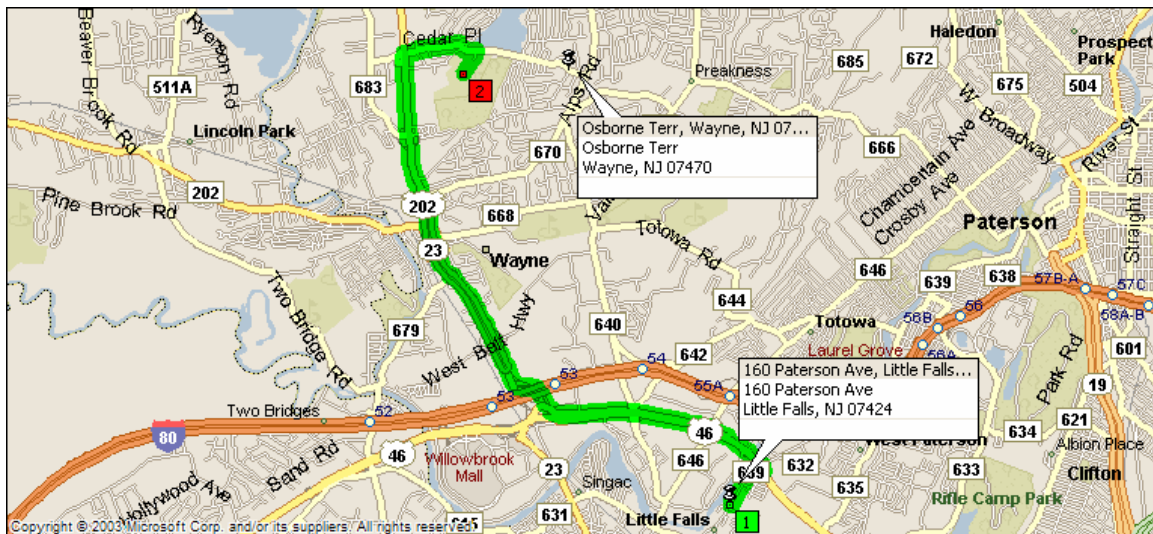 Beaver Brook Rd
Ryerson Rd
Cedar Pl
Haledon
Prospect
Park
685
672
675
504
511A
683
Alps Rd
Preakness
2
W Broadway
River St
Lincoln Park
Osborne Terr, Wayne, NJ 07...
Osborne Terr
Wayne, NJ 07470
670
666
Chamberlain Ave
Crosby Ave
Straight St
202
Pine Brook Rd
202
668
Totowa Rd
Paterson
23
Wayne
646
639
638
57B-A
57C
58A-B
Two Bridge Rd
West Belt Hwy
644
56B
56
56A
679
640
Totowa
Laurel Grove
601
642
54
53
53
55A
160 Paterson Ave, Little Falls...
160 Paterson Ave
Little Falls, NJ 07424
Park Rd
19
Two Bridges
52
80
Sand Rd
46
46
Willowbrook
Mall
23
646
632
West Paterson
634
621
Albion Place
Clifton
639
635
633
Hollywood Ave
Singac
Rifle Camp Park
631
Little Falls
1
Copyright © 2003 Microsoft Corp. and/or its suppliers. All rights reserved.